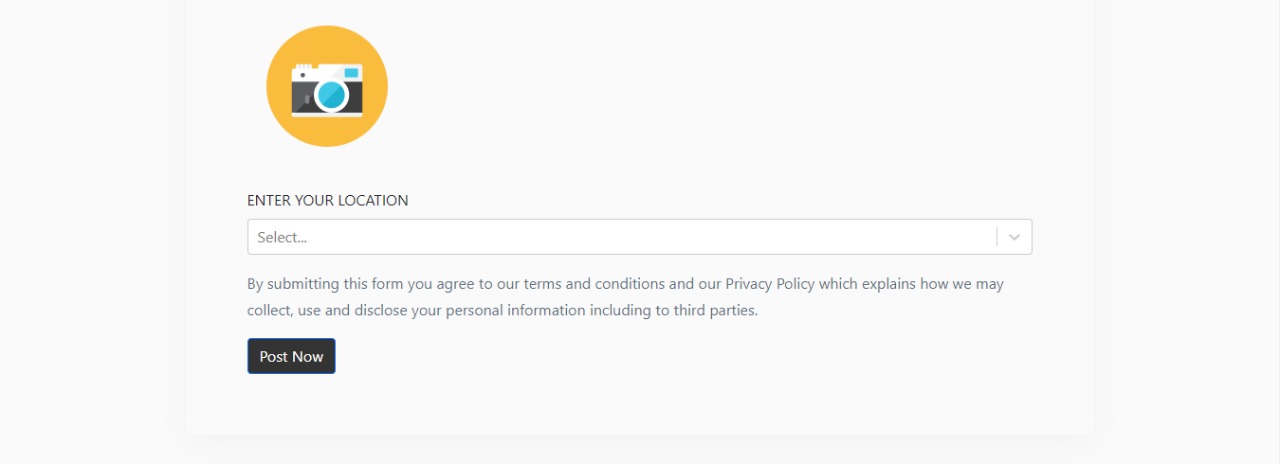 ENTER YOUR LOCATION
Select...
By submitting this form you agree to our terms and conditions and our Privacy Policy which explains how we may
collect, use and disclose your personal information including to third parties.
Post Now